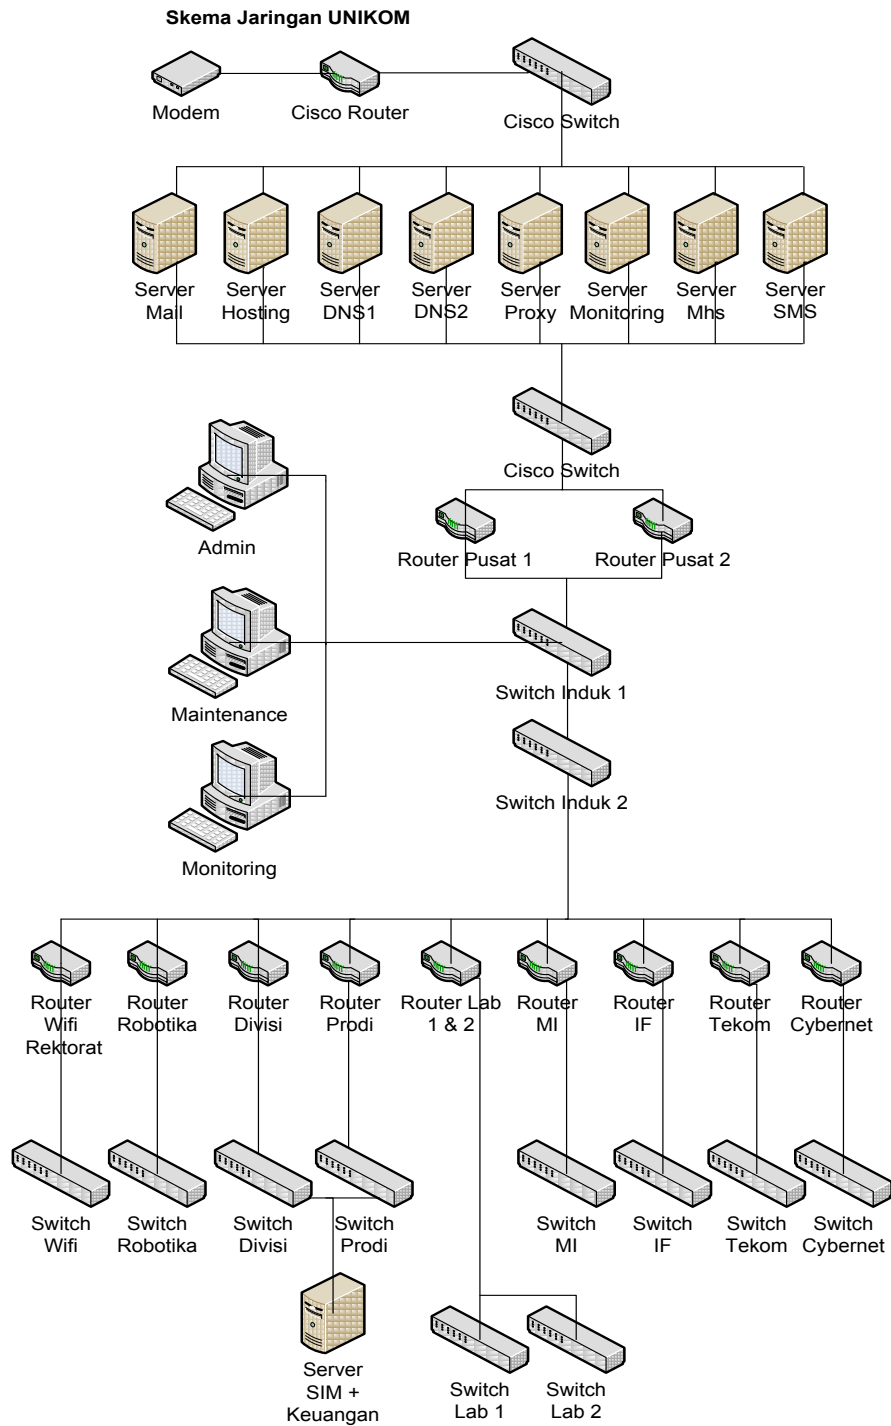 Skema Jaringan UNIKOM
Modem
Cisco Router
Cisco Switch
Server
Mail
Server
Hosting
Server
DNS1
Server
DNS2
Server
Proxy
Server
Monitoring
Server
Mhs
Server
SMS
Cisco Switch
Admin
Router Pusat 1
Router Pusat 2
Maintenance
Switch Induk 1
Switch Induk 2
Monitoring
Router
Wifi
Rektorat
Router
Robotika
Router
Divisi
Router
Prodi
Router Lab
1 & 2
Router
MI
Router
IF
Router
Tekom
Router
Cybernet
Switch
Wifi
Switch
Robotika
Switch
Divisi
Switch
Prodi
Switch
MI
Switch
IF
Switch
Tekom
Switch
Cybernet
Server
SIM +
Keuangan
Switch
Lab 1
Switch
Lab 2